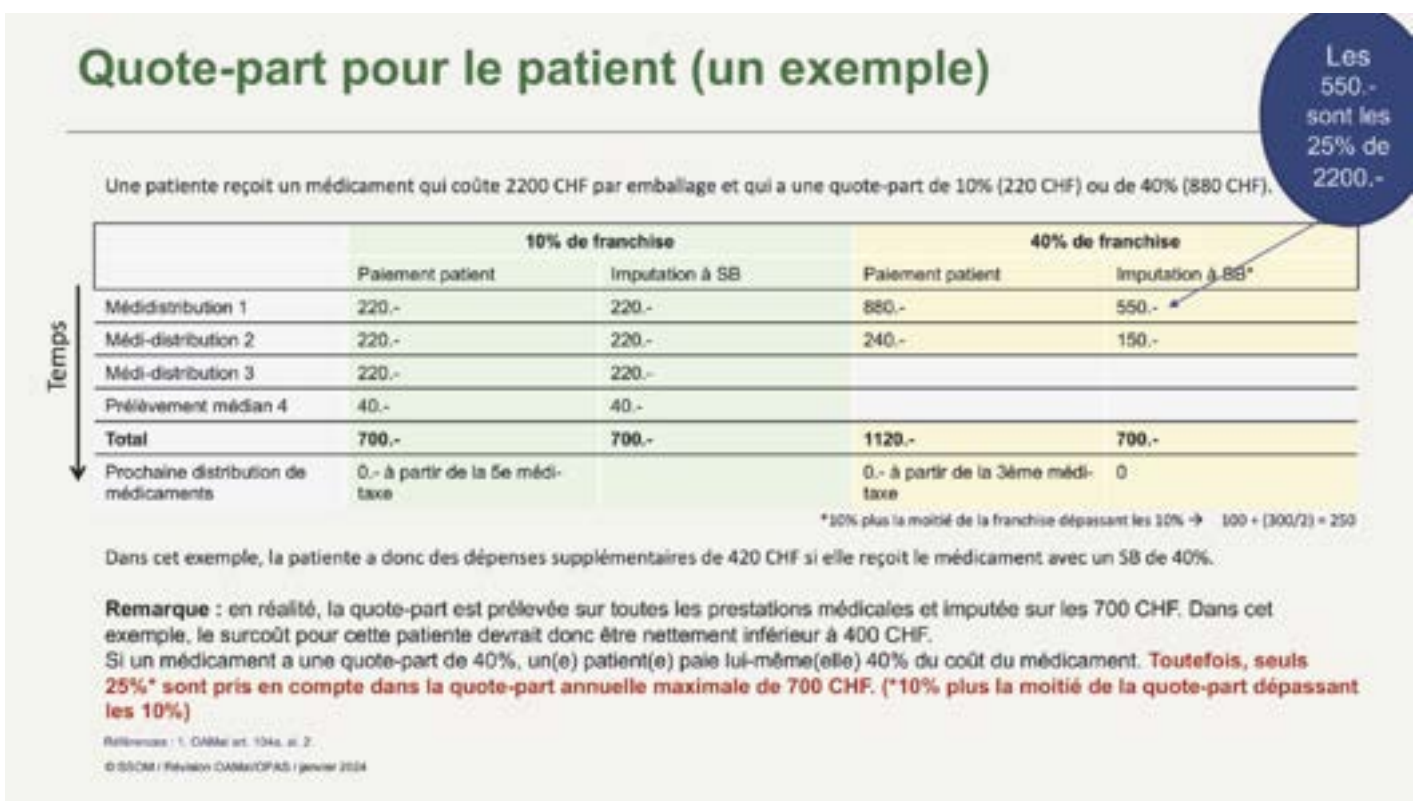 Quote-part pour le patient (un exemple)
Les
550.-
sont les
25% de
2200.-
Une patiente reçoit un médicament qui coûte 2200 CHF par emballage et qui a une quote-part de 10% (220 CHF) ou de 40% (880 CHF).
10% de franchise 40% de franchise
Paiement patient Imputation à SB Paiement patient Imputation à SB*
Temps
Médidistribution 1 220.- 220.- 880.- 550.-
Médi-distribution 2 220.- 220.- 240.- 150.-
Médi-distribution 3 220.- 220.-
Prélèvement médian 4 40.- 40.-
Total 700.- 700.- 1120.- 700.-
Prochaine distribution de 0.- à partir de la 5e médi- 0.- à partir de la 3ème médi- 0
médicaments taxe taxe
*10% plus la moitié de la franchise dépassant les 10% → 100 + (300/2) = 250
Dans cet exemple, la patiente a donc des dépenses supplémentaires de 420 CHF si elle reçoit le médicament avec un SB de 40%.
Remarque : en réalité, la quote-part est prélevée sur toutes les prestations médicales et imputée sur les 700 CHF. Dans cet
exemple, le surcoût pour cette patiente devrait donc être nettement inférieur à 400 CHF.
Si un médicament a une quote-part de 40%, un(e) patient(e) paie lui-même(elle) 40% du coût du médicament. Toutefois, seuls
25%* sont pris en compte dans la quote-part annuelle maximale de 700 CHF. (*10% plus la moitié de la quote-part dépassant
les 10%)
Références : 1. OAMal art. 104a, al. 2.
© SSOM / Révision OAMal/OPAS / janvier 2024